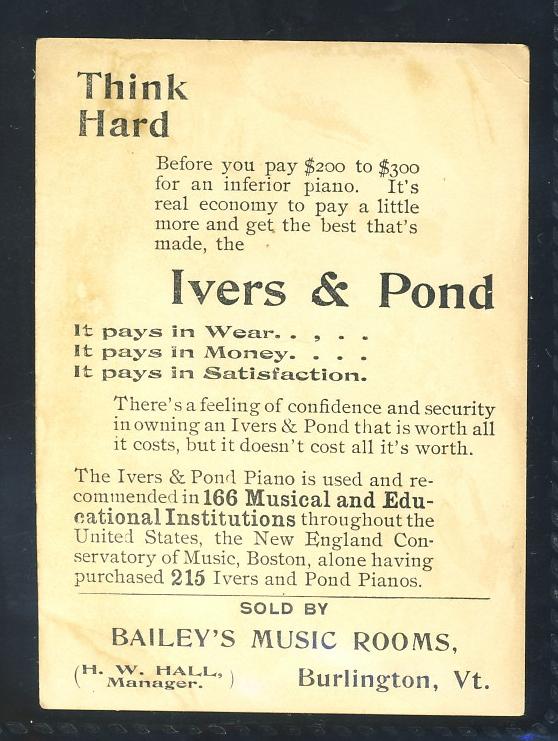 Think
Hard
Before you pay $200 to $300
for an inferior piano. It's
real economy to pay a little
more and get the best that's
made, the
Ivers & Pond
It pays in Wear. . , . .
It pays in Money. . . .
It pays in Satisfaction.
There's a feeling of confidence and security
in owning an Ivers & Pond that is worth all
it costs, but it doesn't cost all it's worth.
The Ivers & Pond Piano is used and re-
commended in 166 Musical and Edu-
cational Institutions throughout the
United States, the New England Con-
servatory of Music, Boston, alone having
purchased 215 Ivers and Pond Pianos.
SOLD BY
BAILEY'S MUSIC ROOMS,
(H. W. HALL, Manager.) Burlington, Vt.